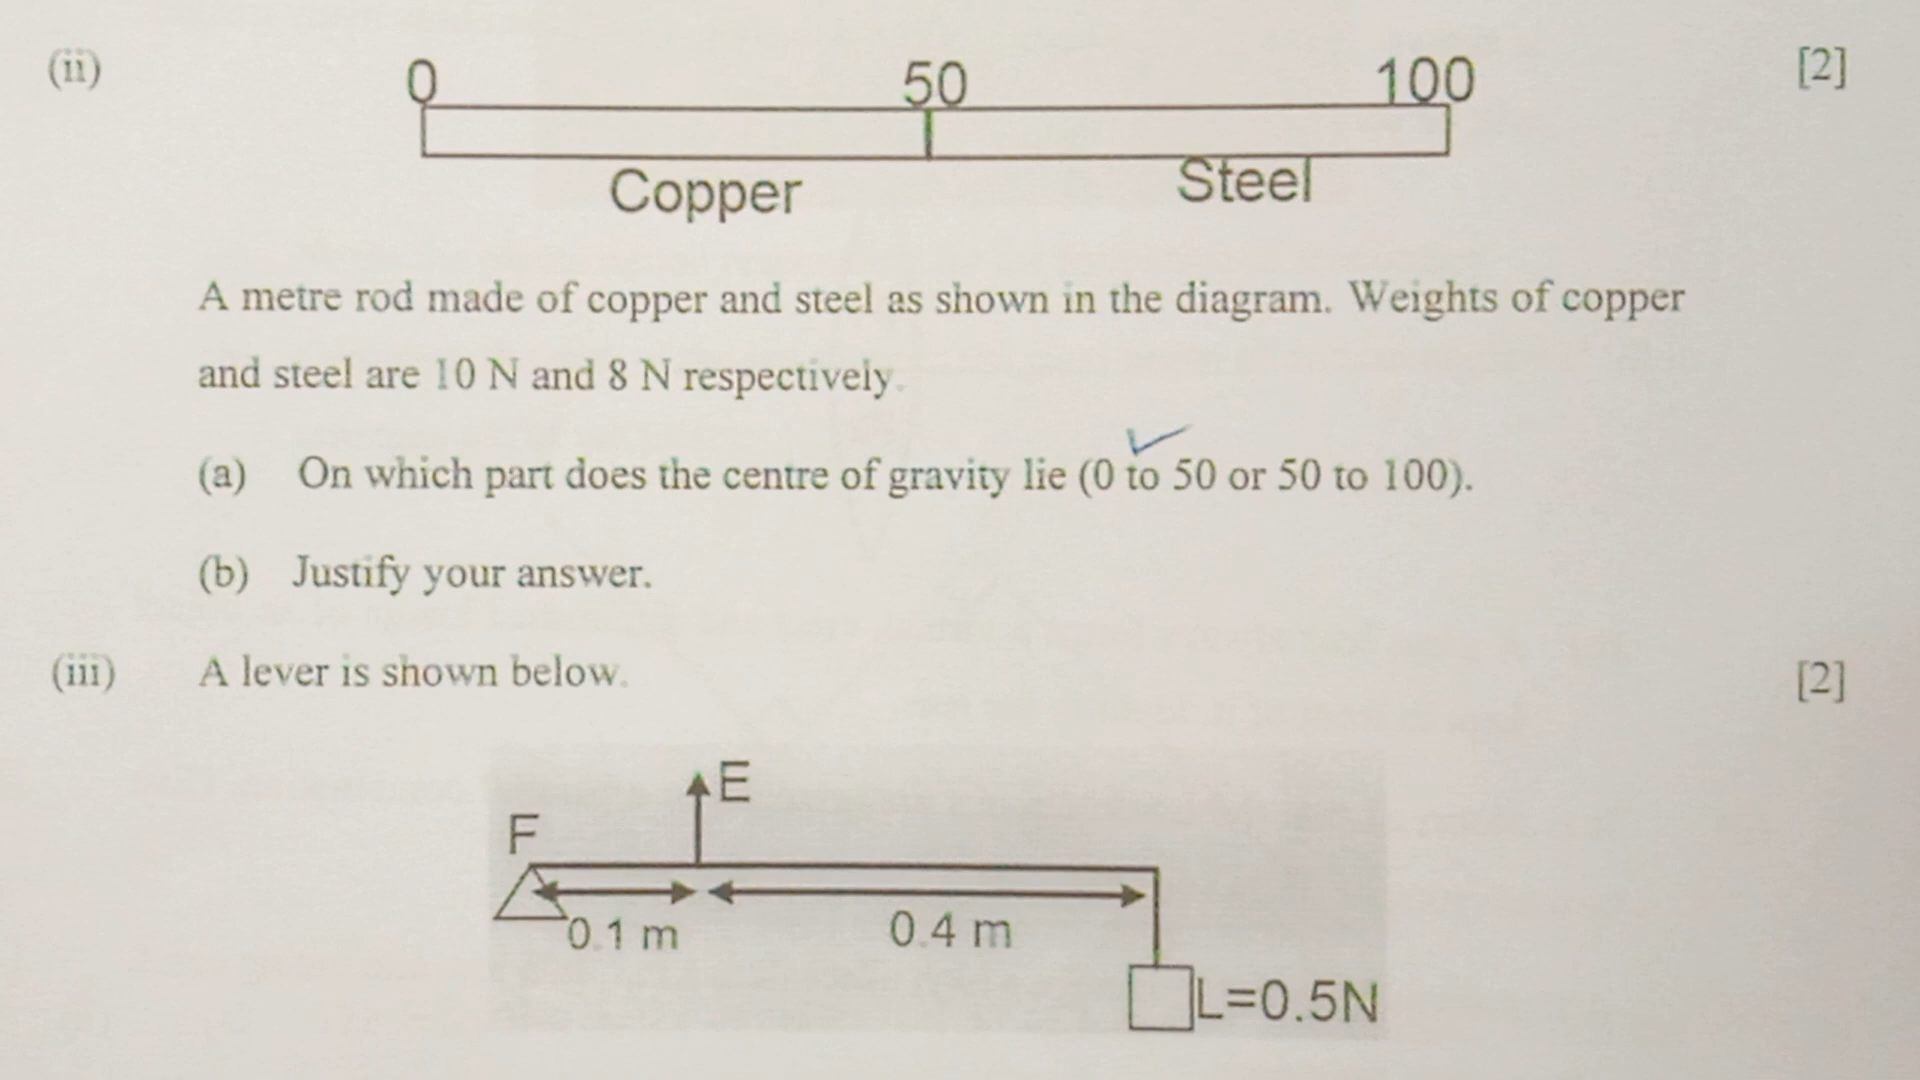 (ii) [2]
0 50 100
Copper Steel
A metre rod made of copper and steel as shown in the diagram. Weights of copper
and steel are 10 N and 8 N respectively.
(a) On which part does the centre of gravity lie (0 to 50 or 50 to 100).
(b) Justify your answer.
(iii) A lever is shown below. [2]
E
F
0.1 m 0.4 m
L=0.5N